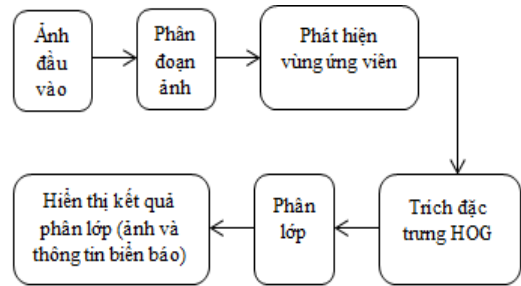 Ảnh
đầu
vào
Phân
đoạn
ảnh
Phát hiện
vùng ứng viên
Trích đặc
trưng HOG
Phân
lớp
Hiển thị kết quả
phân lớp (ảnh và
thông tin biển báo)